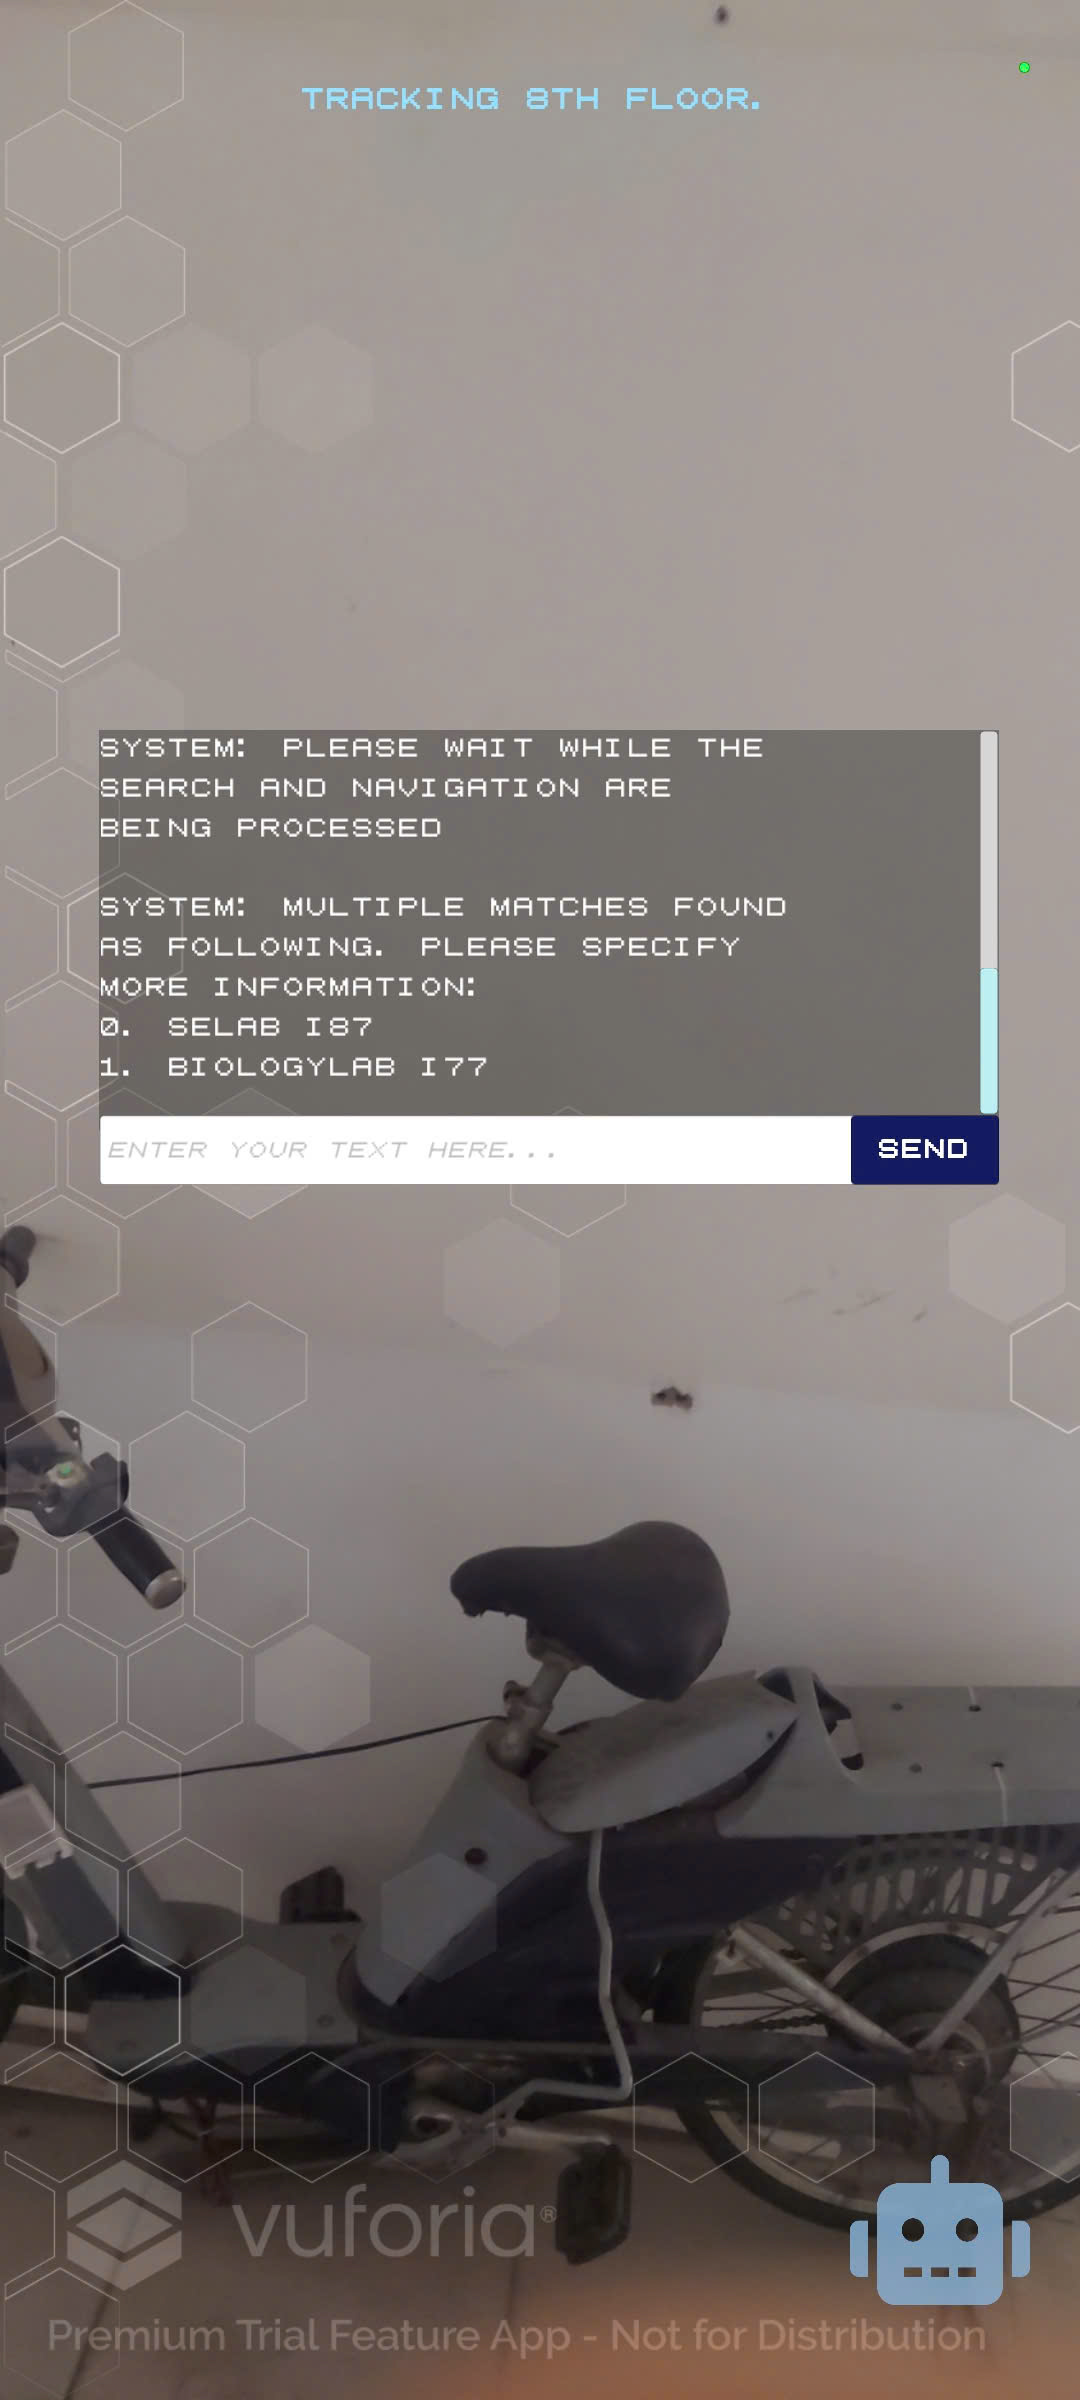 TRACKING 8TH FLOOR.
SYSTEM: PLEASE WAIT WHILE THE
SEARCH AND NAVIGATION ARE
BEING PROCESSED
SYSTEM: MULTIPLE MATCHES FOUND
AS FOLLOWING. PLEASE SPECIFY
MORE INFORMATION:
0. SELAB I87
1. BIOLOGYLAB I77
ENTER YOUR TEXT HERE...
SEND
vuforia®
Premium Trial Feature App - Not for Distribution